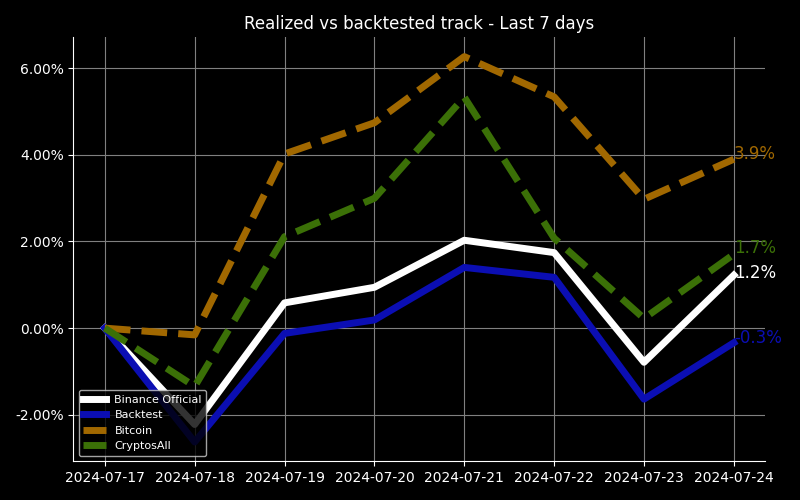 Realized vs backtested track - Last 7 days
6.00%
4.00%
2.00%
0.00%
-2.00%
3.9%
1.7%
1.2%
-0.3%
Binance Official
Backtest
Bitcoin
CryptosAll
2024-07-17 2024-07-18 2024-07-19 2024-07-20 2024-07-21 2024-07-22 2024-07-23 2024-07-24